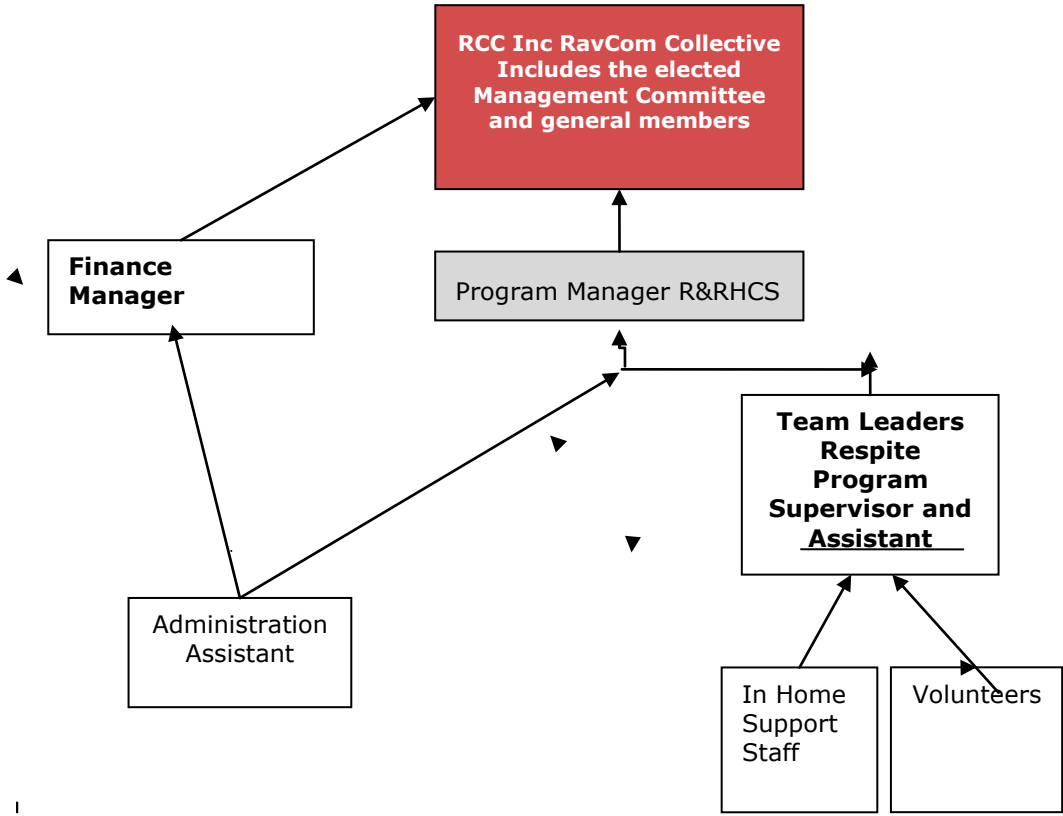 RCC Inc RavCom Collective
Includes the elected
Management Committee
and general members
Finance
Manager
Program Manager R&RHCS
Team Leaders
Respite
Program
Supervisor and
Assistant
Administration
Assistant
In Home
Support
Staff
Volunteers